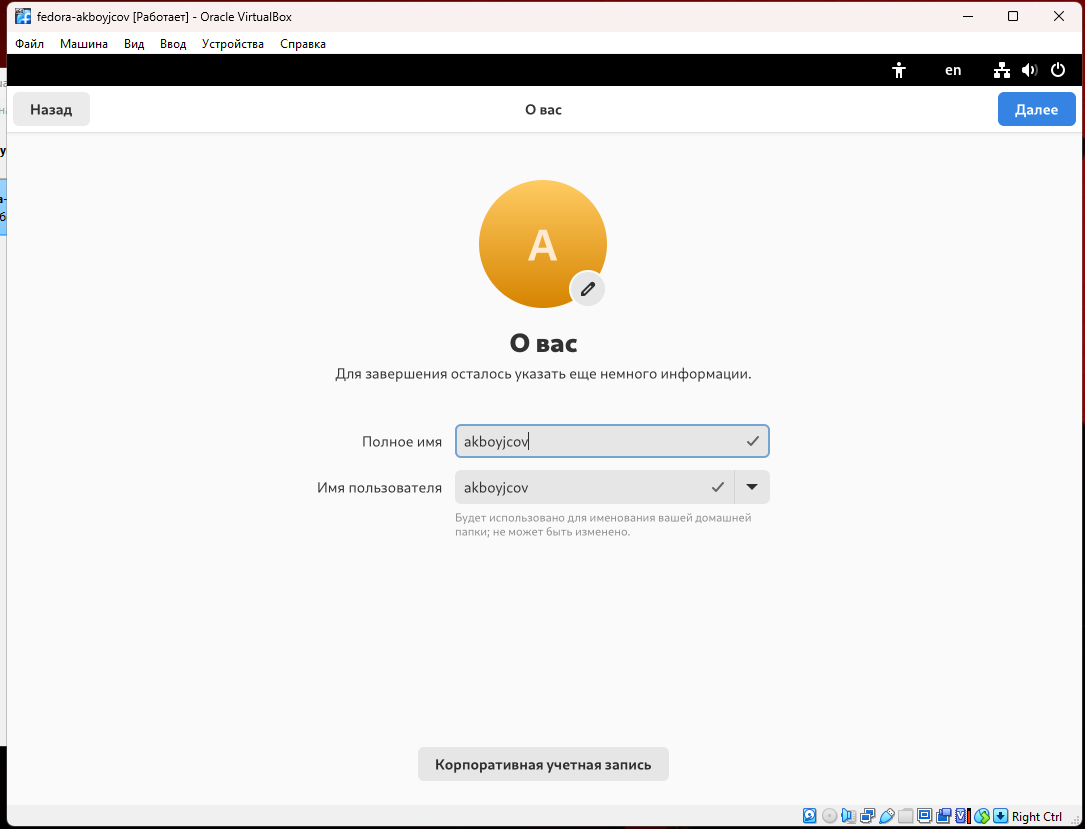 fedora-akboyjcov [Работает] - Oracle VirtualBox
Файл Машина Вид Ввод Устройства Справка
en
Назад О вас Далее
A
О вас
Для завершения осталось указать еще немного информации.
Полное имя akboyjcov
Имя пользователя akboyjcov
Будет использовано для именования вашей домашней
папки; не может быть изменено.
Корпоративная учетная запись
Right Ctrl